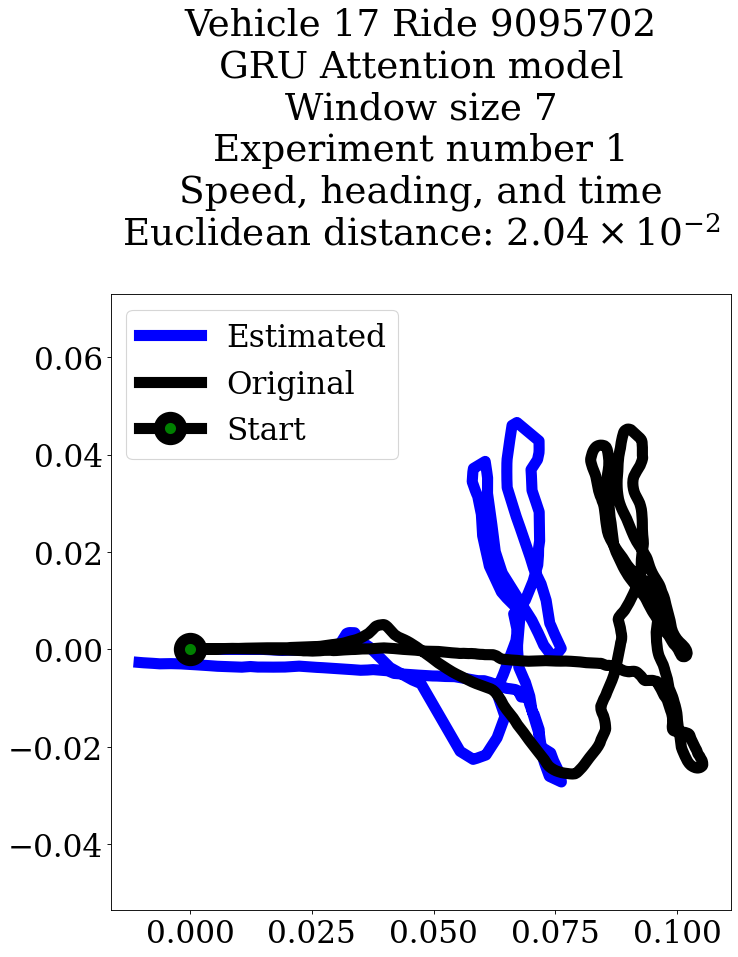 Vehicle 17 Ride 9095702
GRU Attention model
Window size 7
Experiment number 1
Speed, heading, and time
Euclidean distance: 2.04 × 10⁻²
Estimated
Original
Start
0.06
0.04
0.02
0.00
−0.02
−0.04
0.000 0.025 0.050 0.075 0.100